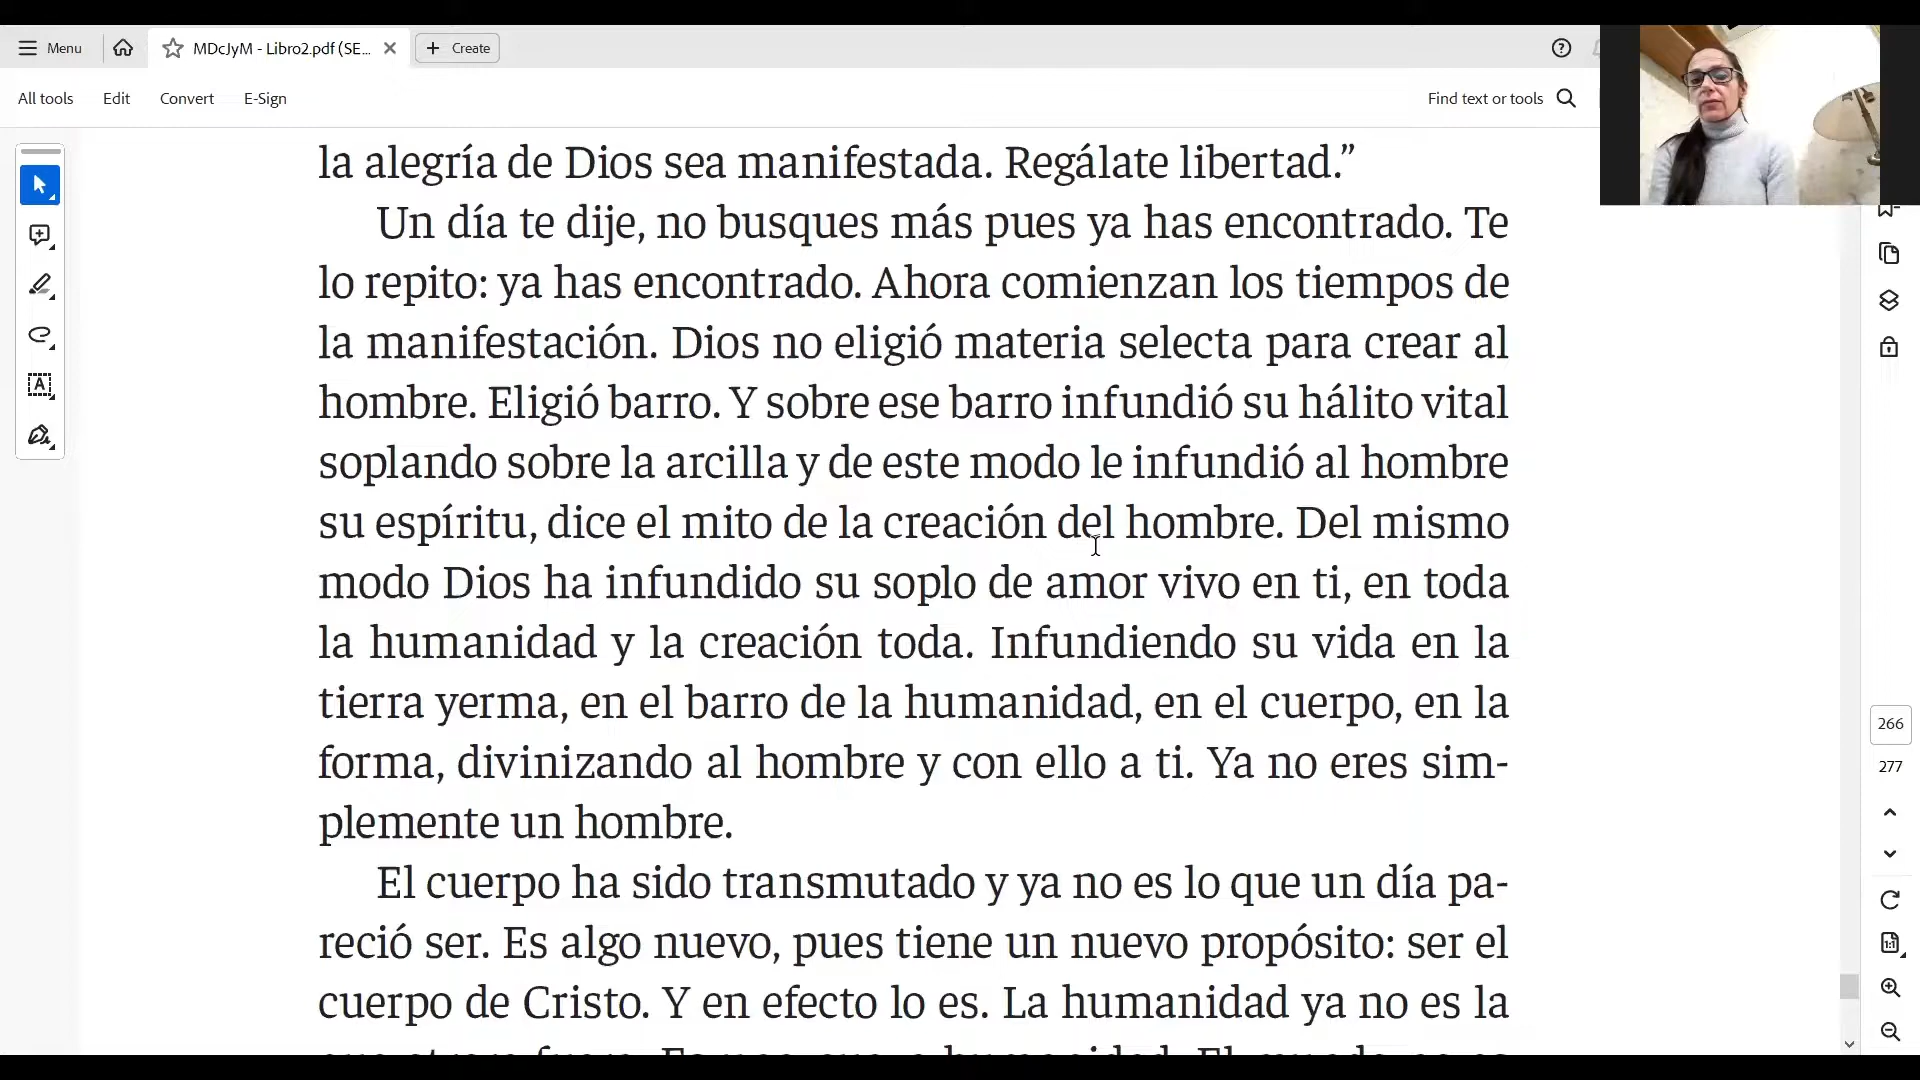 Menu
MDcJyM - Libro2.pdf (SE...
Create
All tools
Edit
Convert
E-Sign
Find text or tools
la alegría de Dios sea manifestada. Regálate libertad.”
Un día te dije, no busques más pues ya has encontrado. Te
lo repito: ya has encontrado. Ahora comienzan los tiempos de
la manifestación. Dios no eligió materia selecta para crear al
hombre. Eligió barro. Y sobre ese barro infundió su hálito vital
soplando sobre la arcilla y de este modo le infundió al hombre
su espíritu, dice el mito de la creación del hombre. Del mismo
modo Dios ha infundido su soplo de amor vivo en ti, en toda
la humanidad y la creación toda. Infundiendo su vida en la
tierra yerma, en el barro de la humanidad, en el cuerpo, en la
forma, divinizando al hombre y con ello a ti. Ya no eres sim-
plemente un hombre.
El cuerpo ha sido transmutado y ya no es lo que un día pa-
reció ser. Es algo nuevo, pues tiene un nuevo propósito: ser el
cuerpo de Cristo. Y en efecto lo es. La humanidad ya no es la
266
277